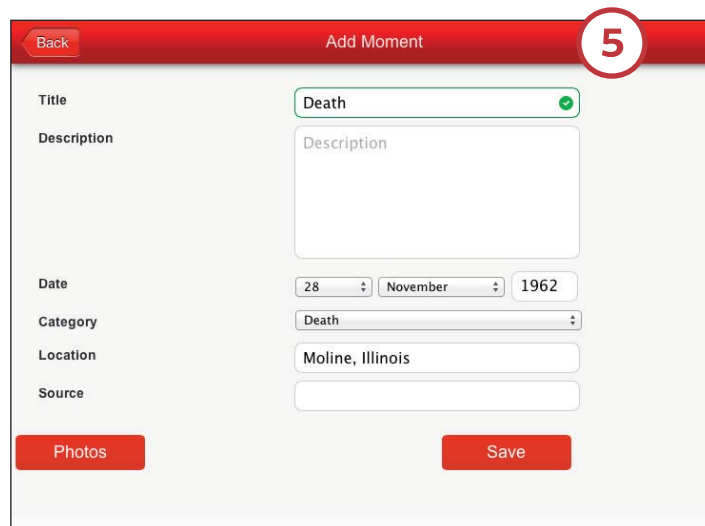 Back Add Moment 5
Title Death
Description Description
Date 28 November 1962
Category Death
Location Moline, Illinois
Source
Photos Save